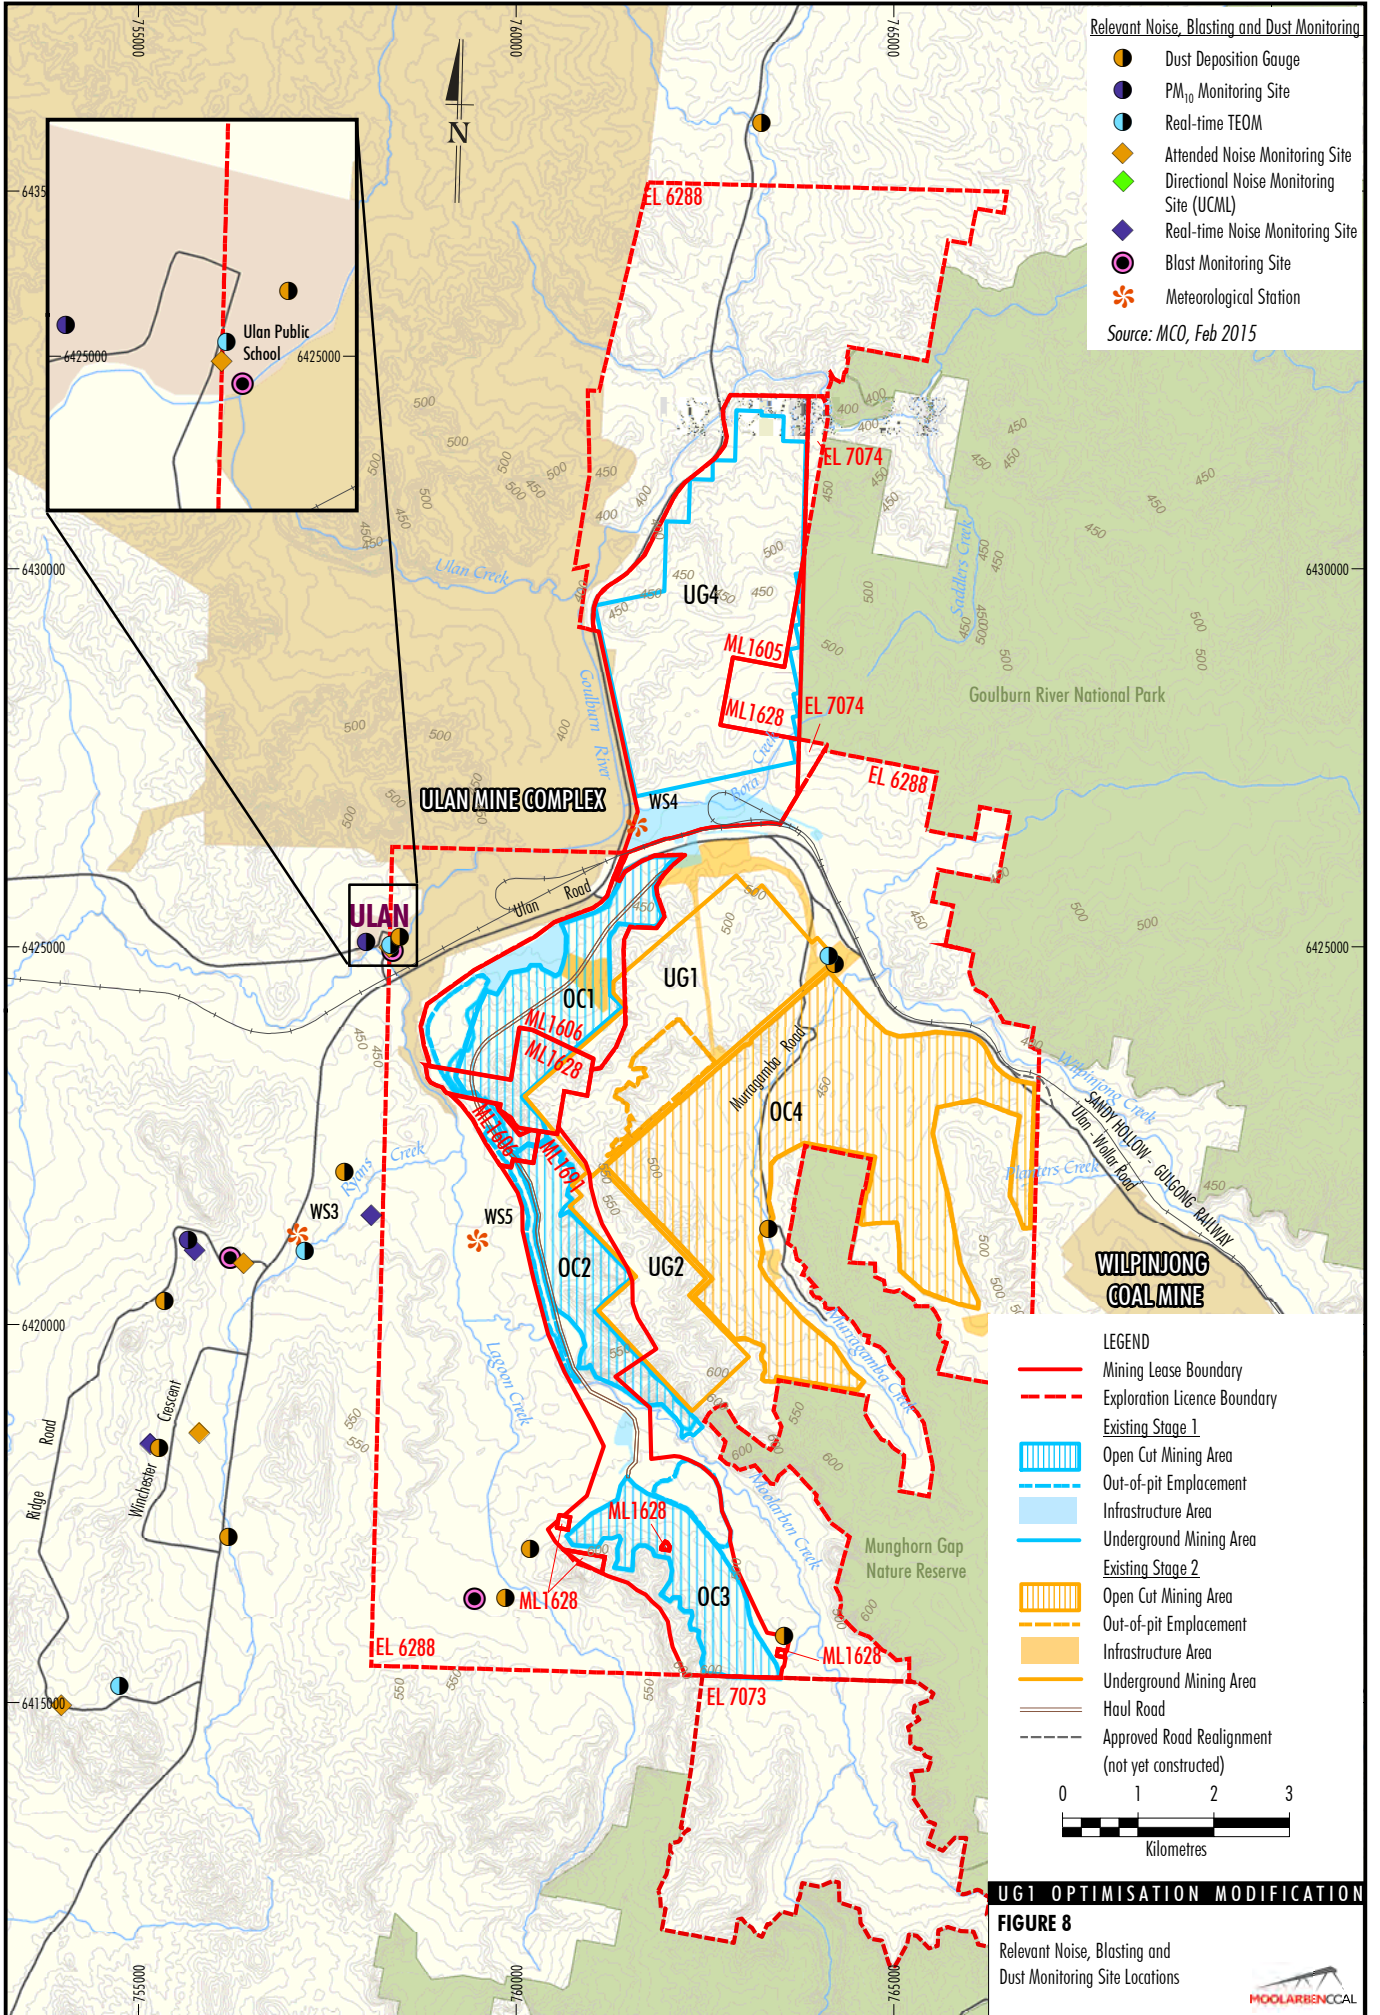 755000
760000
765000
Relevant Noise, Blasting and Dust Monitoring
Dust Deposition Gauge
PM10 Monitoring Site
Real-time TEOM
Attended Noise Monitoring Site
Directional Noise Monitoring
Site (UCML)
Real-time Noise Monitoring Site
Blast Monitoring Site
Meteorological Station
Source: MCO, Feb 2015
N
6435
EL 6288
Ulan Public
School
6425000
6425000
EL 7074
UG4
Ulan Creek
Saddlers Creek
6430000
6430000
ML1605
ML1628
EL 7074
Goulburn River National Park
Goulburn River
Bora Creek
EL 6288
ULAN MINE COMPLEX
WS4
Ulan Road
ULAN
6425000
6425000
UG1
OC1
ML1606
ML1628
Murragamba Road
OC4
Wilpinjong Creek
SANDY HOLLOW - GULGONG RAILWAY
Ulan - Wollar Road
Planters Creek
ML1606
ML1691
Ryans Creek
WS3
WS5
OC2
UG2
WILPINJONG
COAL MINE
6420000
Murragamba Creek
Lagoon Creek
Ridge Road
Winchester Crescent
Moolarben Creek
ML1628
Munghorn Gap
Nature Reserve
OC3
ML1628
ML1628
EL 6288
EL 7073
6415000
LEGEND
Mining Lease Boundary
Exploration Licence Boundary
Existing Stage 1
Open Cut Mining Area
Out-of-pit Emplacement
Infrastructure Area
Underground Mining Area
Existing Stage 2
Open Cut Mining Area
Out-of-pit Emplacement
Infrastructure Area
Underground Mining Area
Haul Road
Approved Road Realignment
(not yet constructed)
0 1 2 3
Kilometres
UG1 OPTIMISATION MODIFICATION
FIGURE 8
Relevant Noise, Blasting and
Dust Monitoring Site Locations
MOOLARBEN COAL
755000
760000
765000